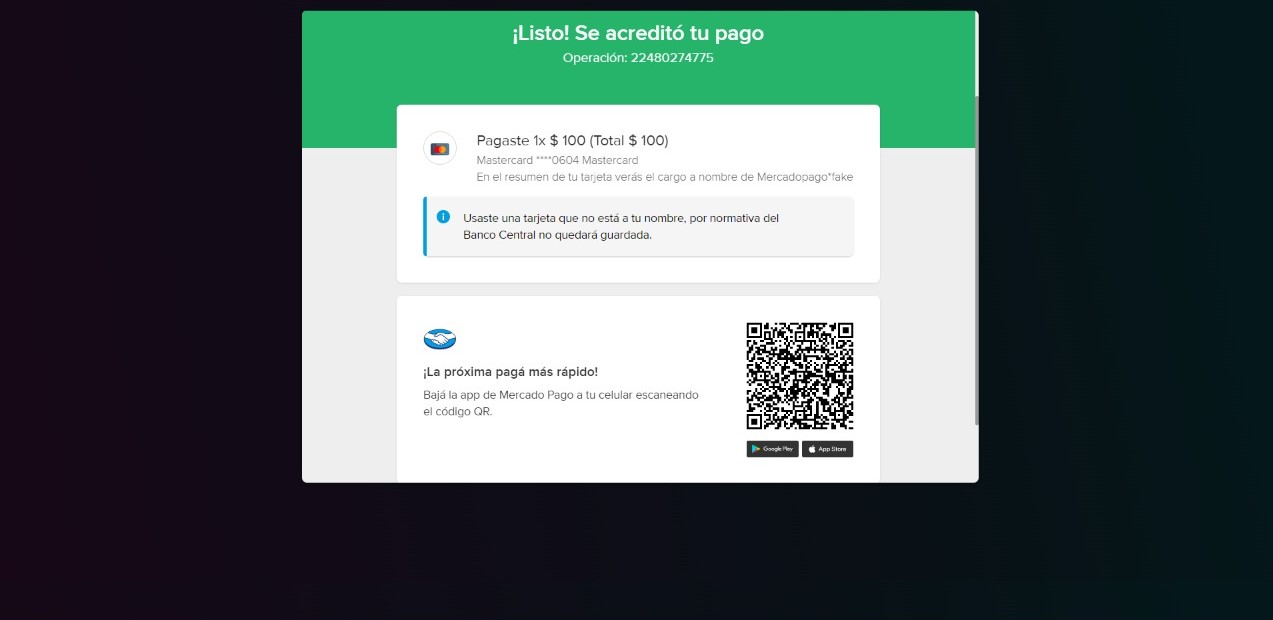 ¡Listo! Se acreditó tu pago
Operación: 22480274775
Pagaste 1x $ 100 (Total $ 100)
Mastercard ****0604 Mastercard
En el resumen de tu tarjeta verás el cargo a nombre de Mercadopago*fake
Usaste una tarjeta que no está a tu nombre, por normativa del
Banco Central no quedará guardada.
¡La próxima pagá más rápido!
Bajá la app de Mercado Pago a tu celular escaneando
el código QR.
Google Play App Store